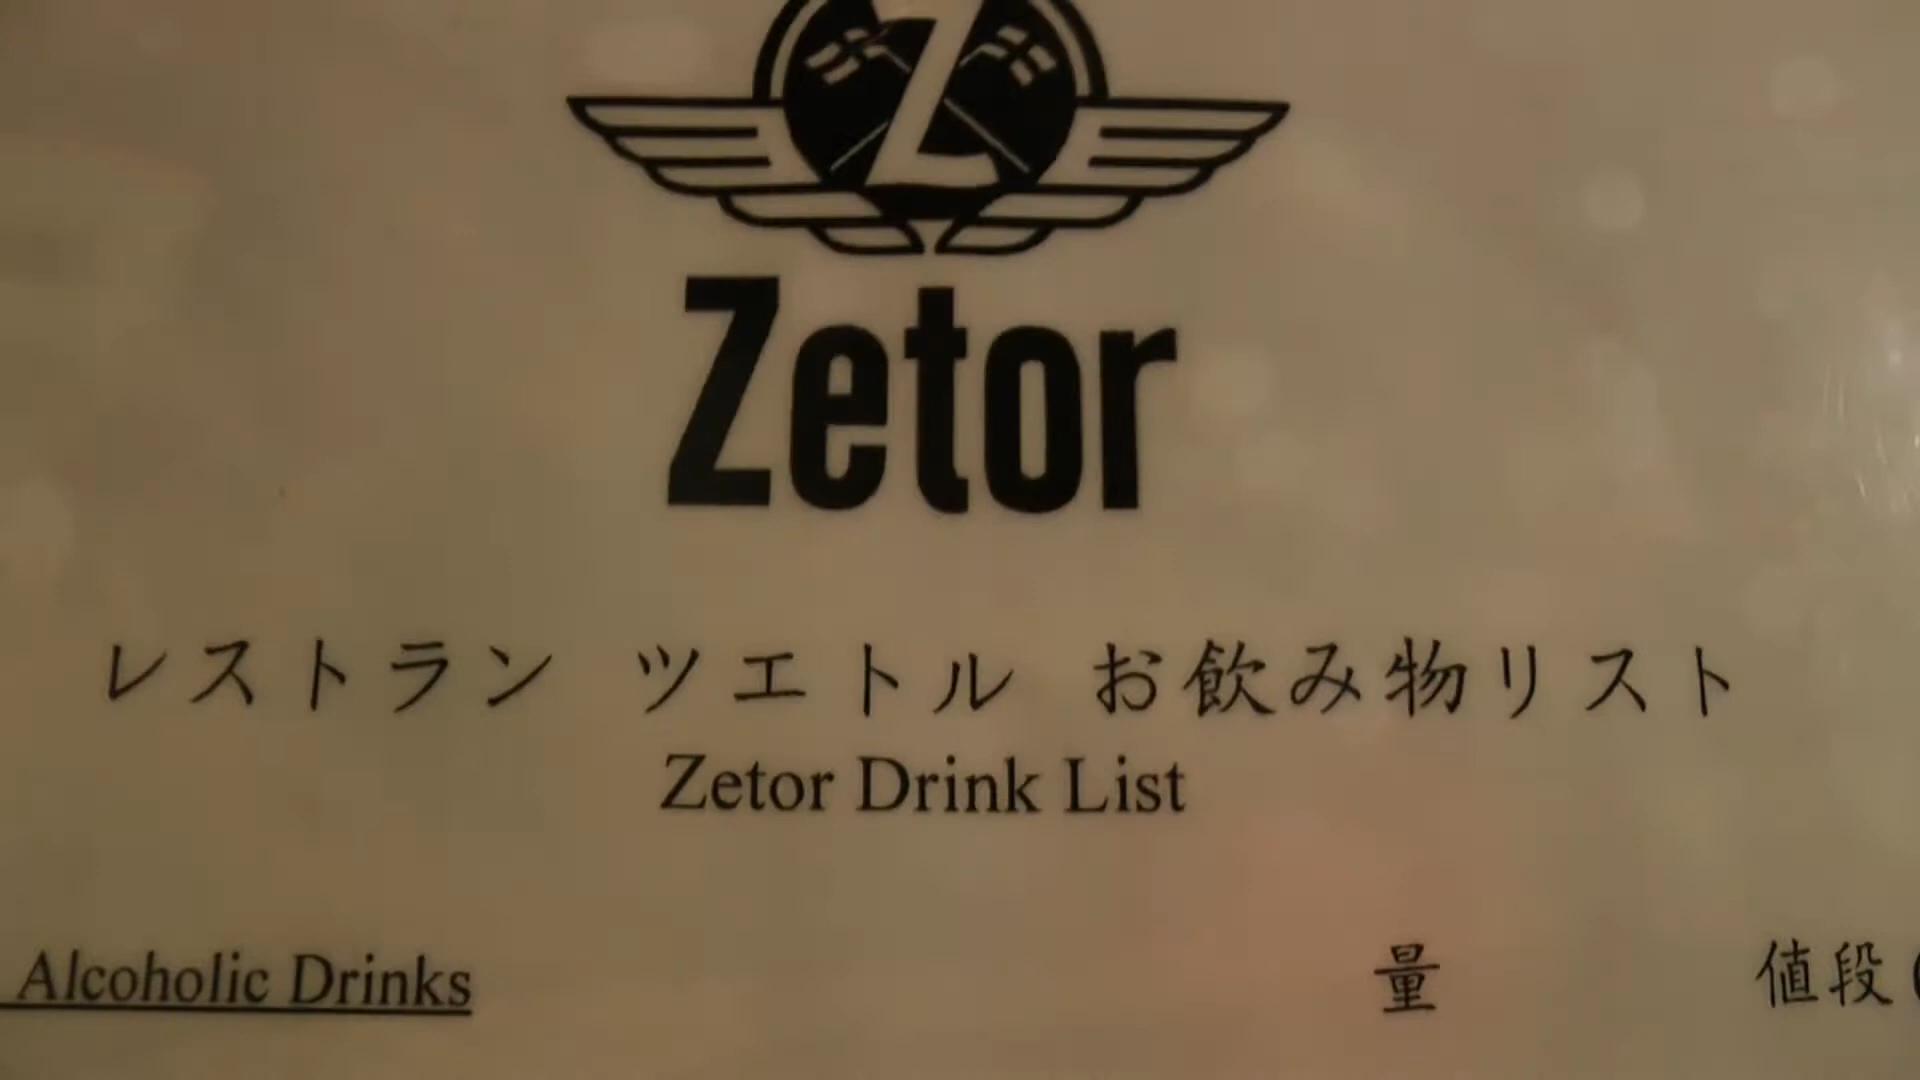 Z
Zetor
レストラン ツエトル お飲み物リスト
Zetor Drink List
Alcoholic Drinks 量 値段(